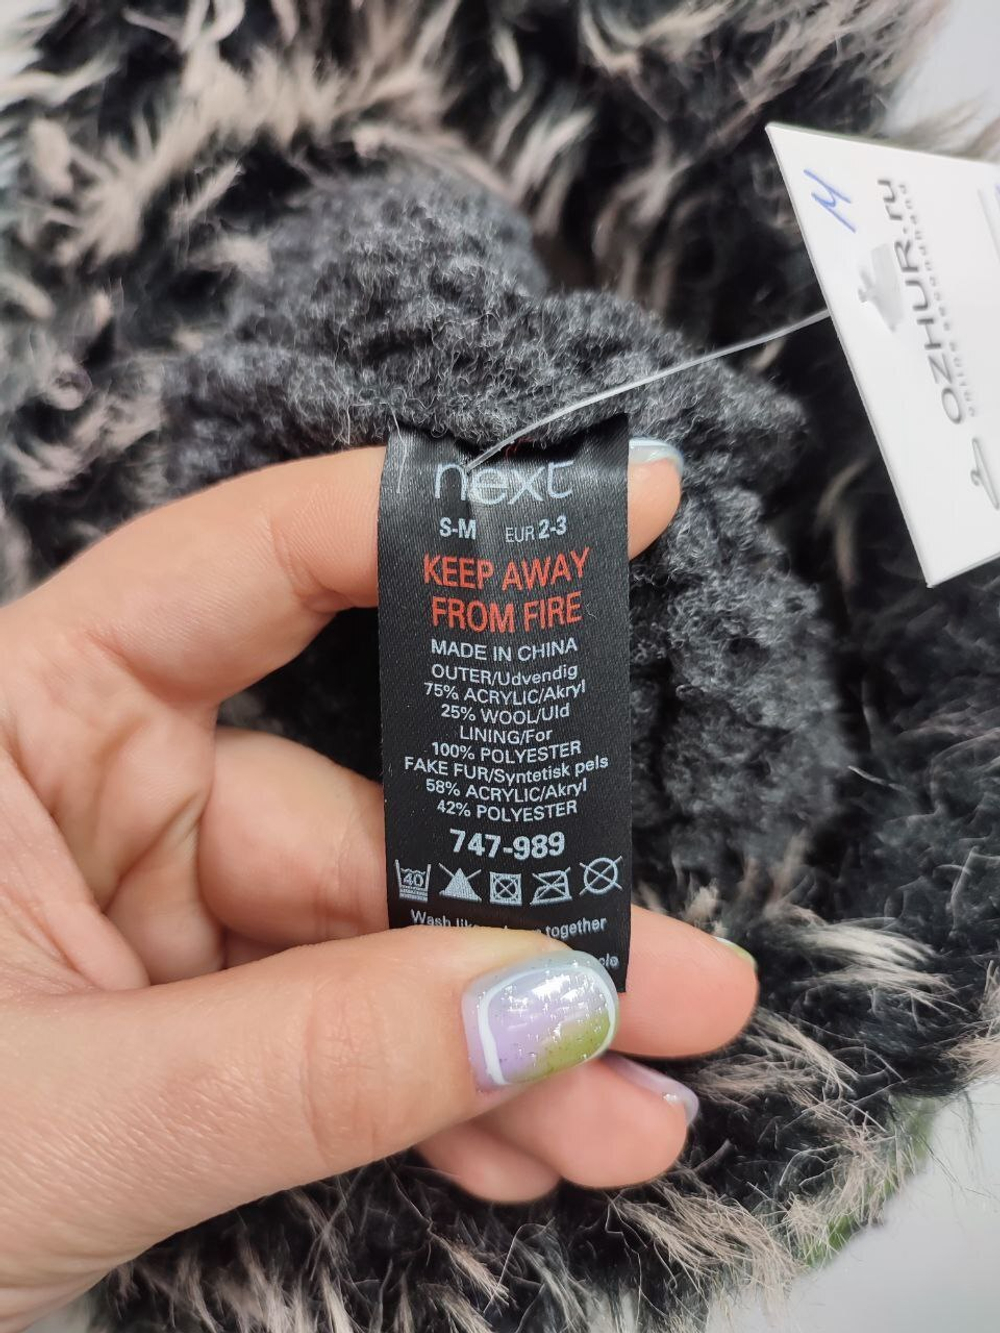 next
S-M EUR 2-3
KEEP AWAY
FROM FIRE
MADE IN CHINA
OUTER/Udvendig
75% ACRYLIC/Akryl
25% WOOL/Uld
LINING/For
100% POLYESTER
FAKE FUR/Syntetisk pels
58% ACRYLIC/Akryl
42% POLYESTER
747-989
40
Wash together
OZHUR.ru